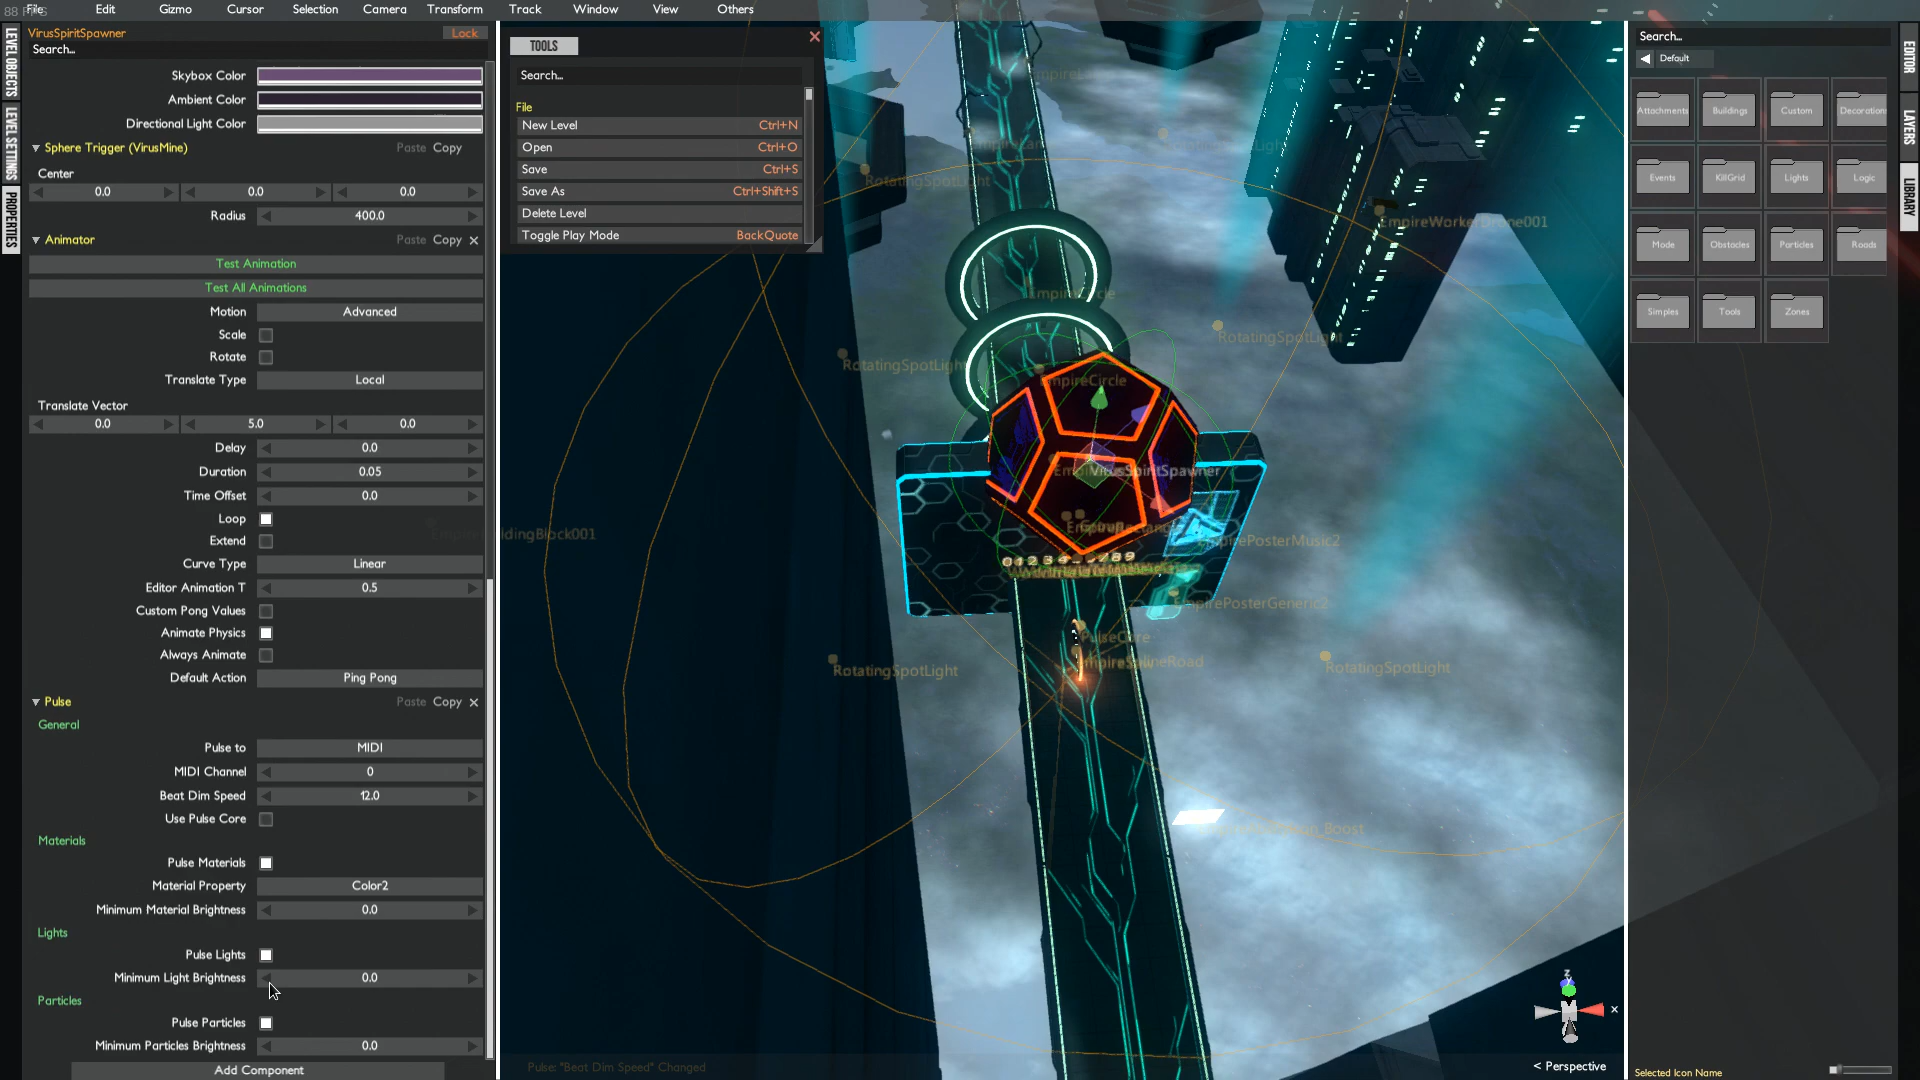 88 FPS
File Edit Gizmo Cursor Selection Camera Transform Track Window View Others
LEVEL OBJECTS
LEVEL SETTINGS
PROPERTIES
VirusSpiritSpawner Lock
Search...
Skybox Color
Ambient Color
Directional Light Color
Sphere Trigger (VirusMine) Paste Copy
Center
0.0 0.0 0.0
Radius 400.0
Animator Paste Copy
Test Animation
Test All Animations
Motion Advanced
Scale
Rotate
Translate Type Local
Translate Vector
0.0 5.0 0.0
Delay 0.0
Duration 0.05
Time Offset 0.0
Loop
Extend
Curve Type Linear
Editor Animation T 0.5
Custom Pong Values
Animate Physics
Always Animate
Default Action Ping Pong
Pulse Paste Copy
General
Pulse to MIDI
MIDI Channel 0
Beat Dim Speed 12.0
Use Pulse Core
Materials
Pulse Materials
Material Property Color2
Minimum Material Brightness 0.0
Lights
Pulse Lights
Minimum Light Brightness 0.0
Particles
Pulse Particles
Minimum Particles Brightness 0.0
Add Component
TOOLS
Search...
File
New Level Ctrl+N
Open Ctrl+O
Save Ctrl+S
Save As Ctrl+Shift+S
Delete Level
Toggle Play Mode BackQuote
RotatingSpotLight
EmpireWorkerDrone001
EmpireCircle
RotatingSpotLight
RotatingSpotLight
EmpireCircle
VirusSpiritSpawner
EmpirePosterMusic2
EmpirePosterGeneric2
PulseCore
EmpireSplineRoad
RotatingSpotLight
RotatingSpotLight
Pulse: "Beat Dim Speed" Changed
Z
X
< Perspective
Search...
Default
Attachments Buildings Custom Decoration
Events KillGrid Lights Logic
Mode Obstacles Particles Roads
Simples Tools Zones
Selected Icon Name
EDITOR
LAYERS
LIBRARY